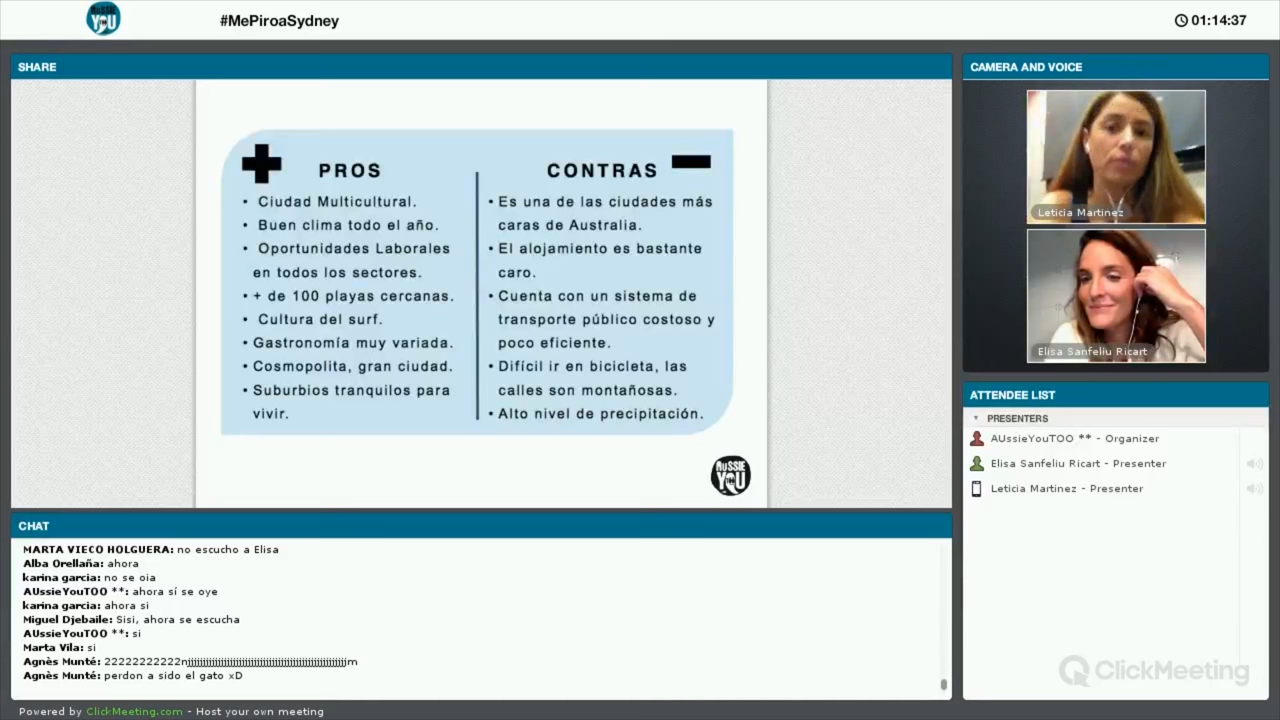 AUSSIE
YOU
#MePiroaSydney
01:14:37
SHARE
CAMERA AND VOICE
PROS
• Ciudad Multicultural.
• Buen clima todo el año.
• Oportunidades Laborales
en todos los sectores.
• + de 100 playas cercanas.
• Cultura del surf.
• Gastronomía muy variada.
• Cosmopolita, gran ciudad.
• Suburbios tranquilos para
vivir.
CONTRAS
• Es una de las ciudades más
caras de Australia.
• El alojamiento es bastante
caro.
• Cuenta con un sistema de
transporte público costoso y
poco eficiente.
• Difícil ir en bicicleta, las
calles son montañosas.
• Alto nivel de precipitación.
AUSSIE
YOU
Leticia Martinez
Elisa Sanfeliu Ricart
ATTENDEE LIST
PRESENTERS
AUssieYouTOO ** - Organizer
Elisa Sanfeliu Ricart - Presenter
Leticia Martinez - Presenter
CHAT
MARTA VIECO HOLGUERA: no escucho a Elisa
Alba Orellaña: ahora
karina garcia: no se oia
AUssieYouTOO **: ahora sí se oye
karina garcia: ahora si
Miguel Djebaile: Sisi, ahora se escucha
AUssieYouTOO **: si
Marta Vila: si
Agnès Munté:
Agnès Munté: perdon a sido el gato xD
ClickMeeting
Powered by ClickMeeting.com - Host your own meeting